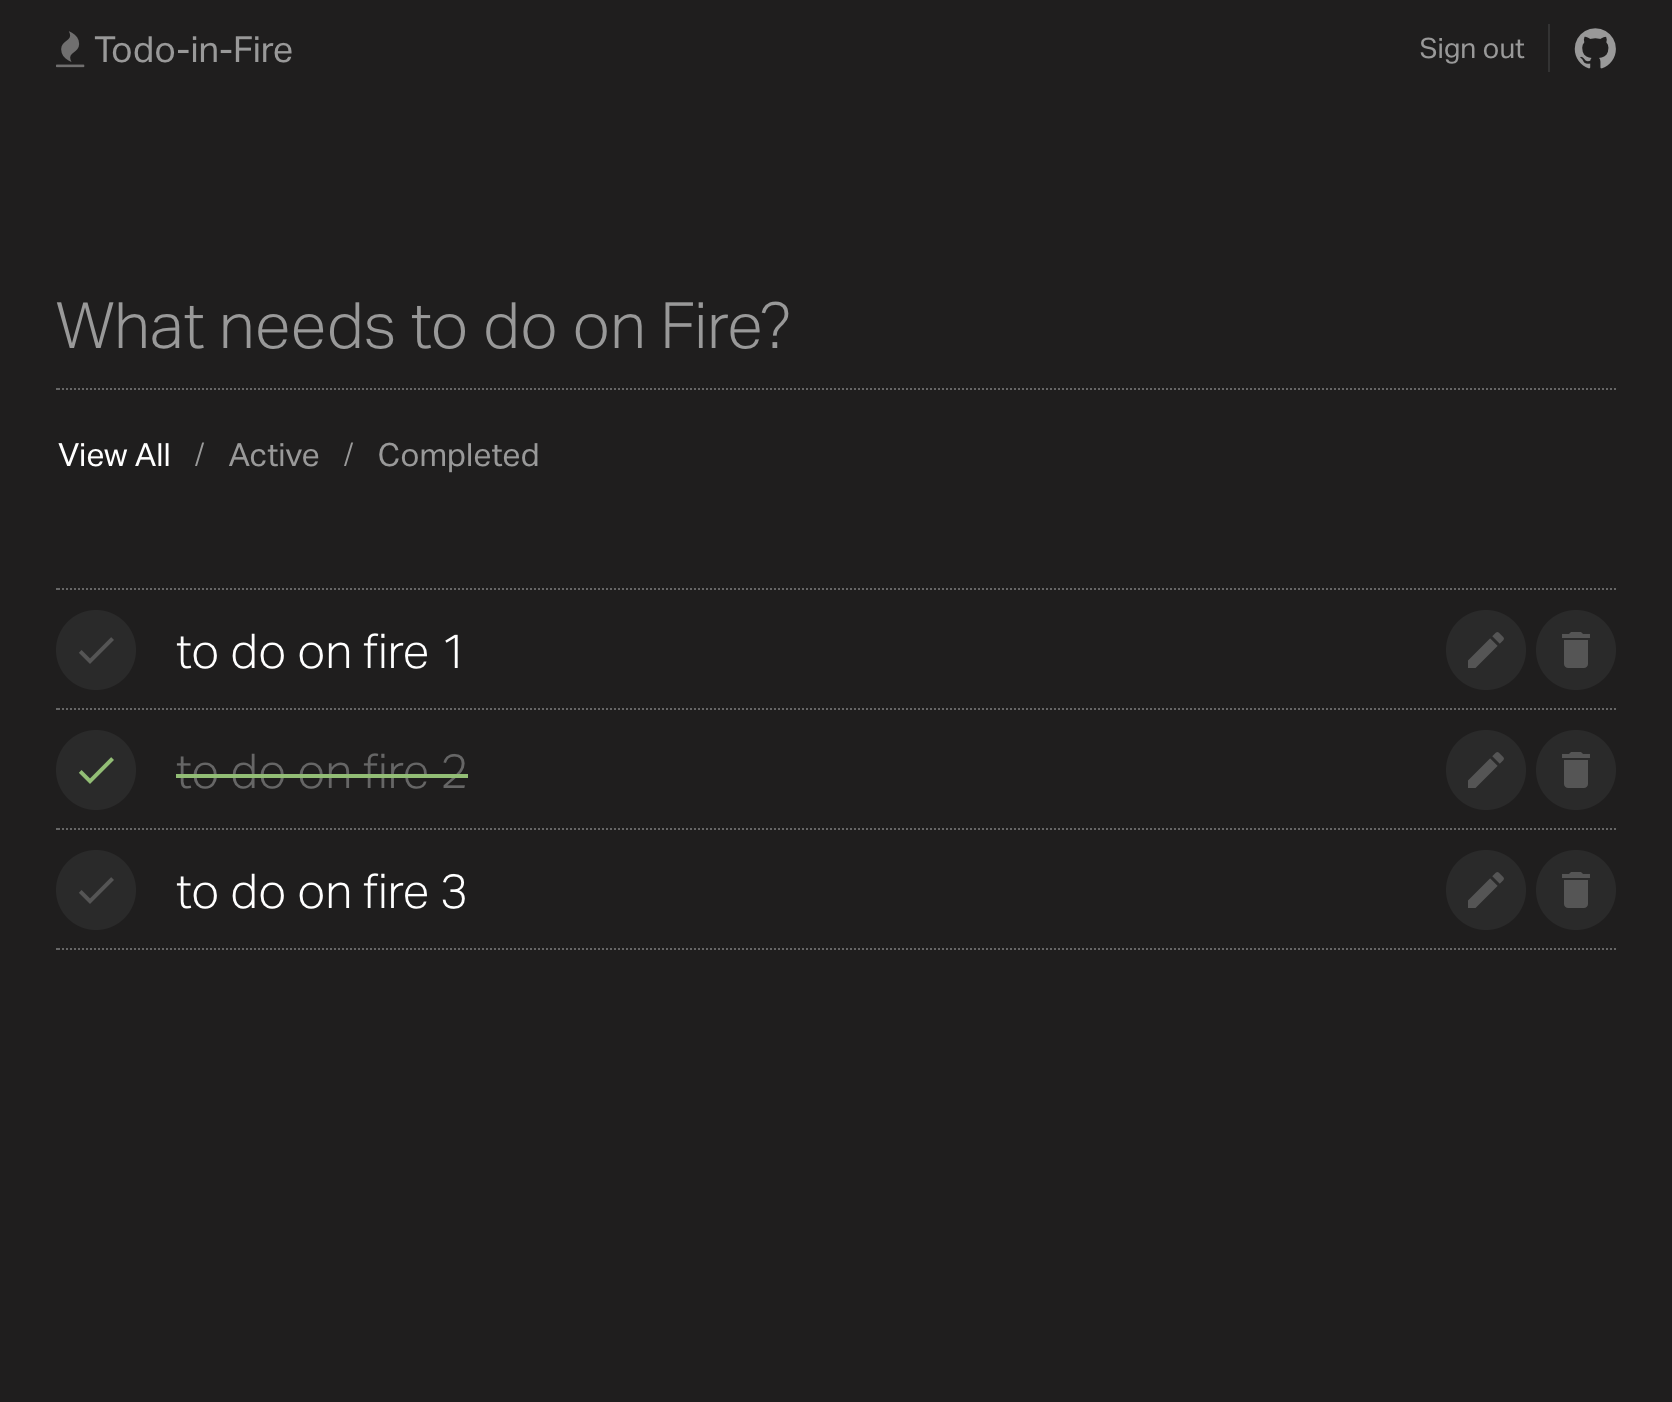 Todo-in-Fire
Sign out
What needs to do on Fire?
View All / Active / Completed
to do on fire 1
to do on fire 2
to do on fire 3